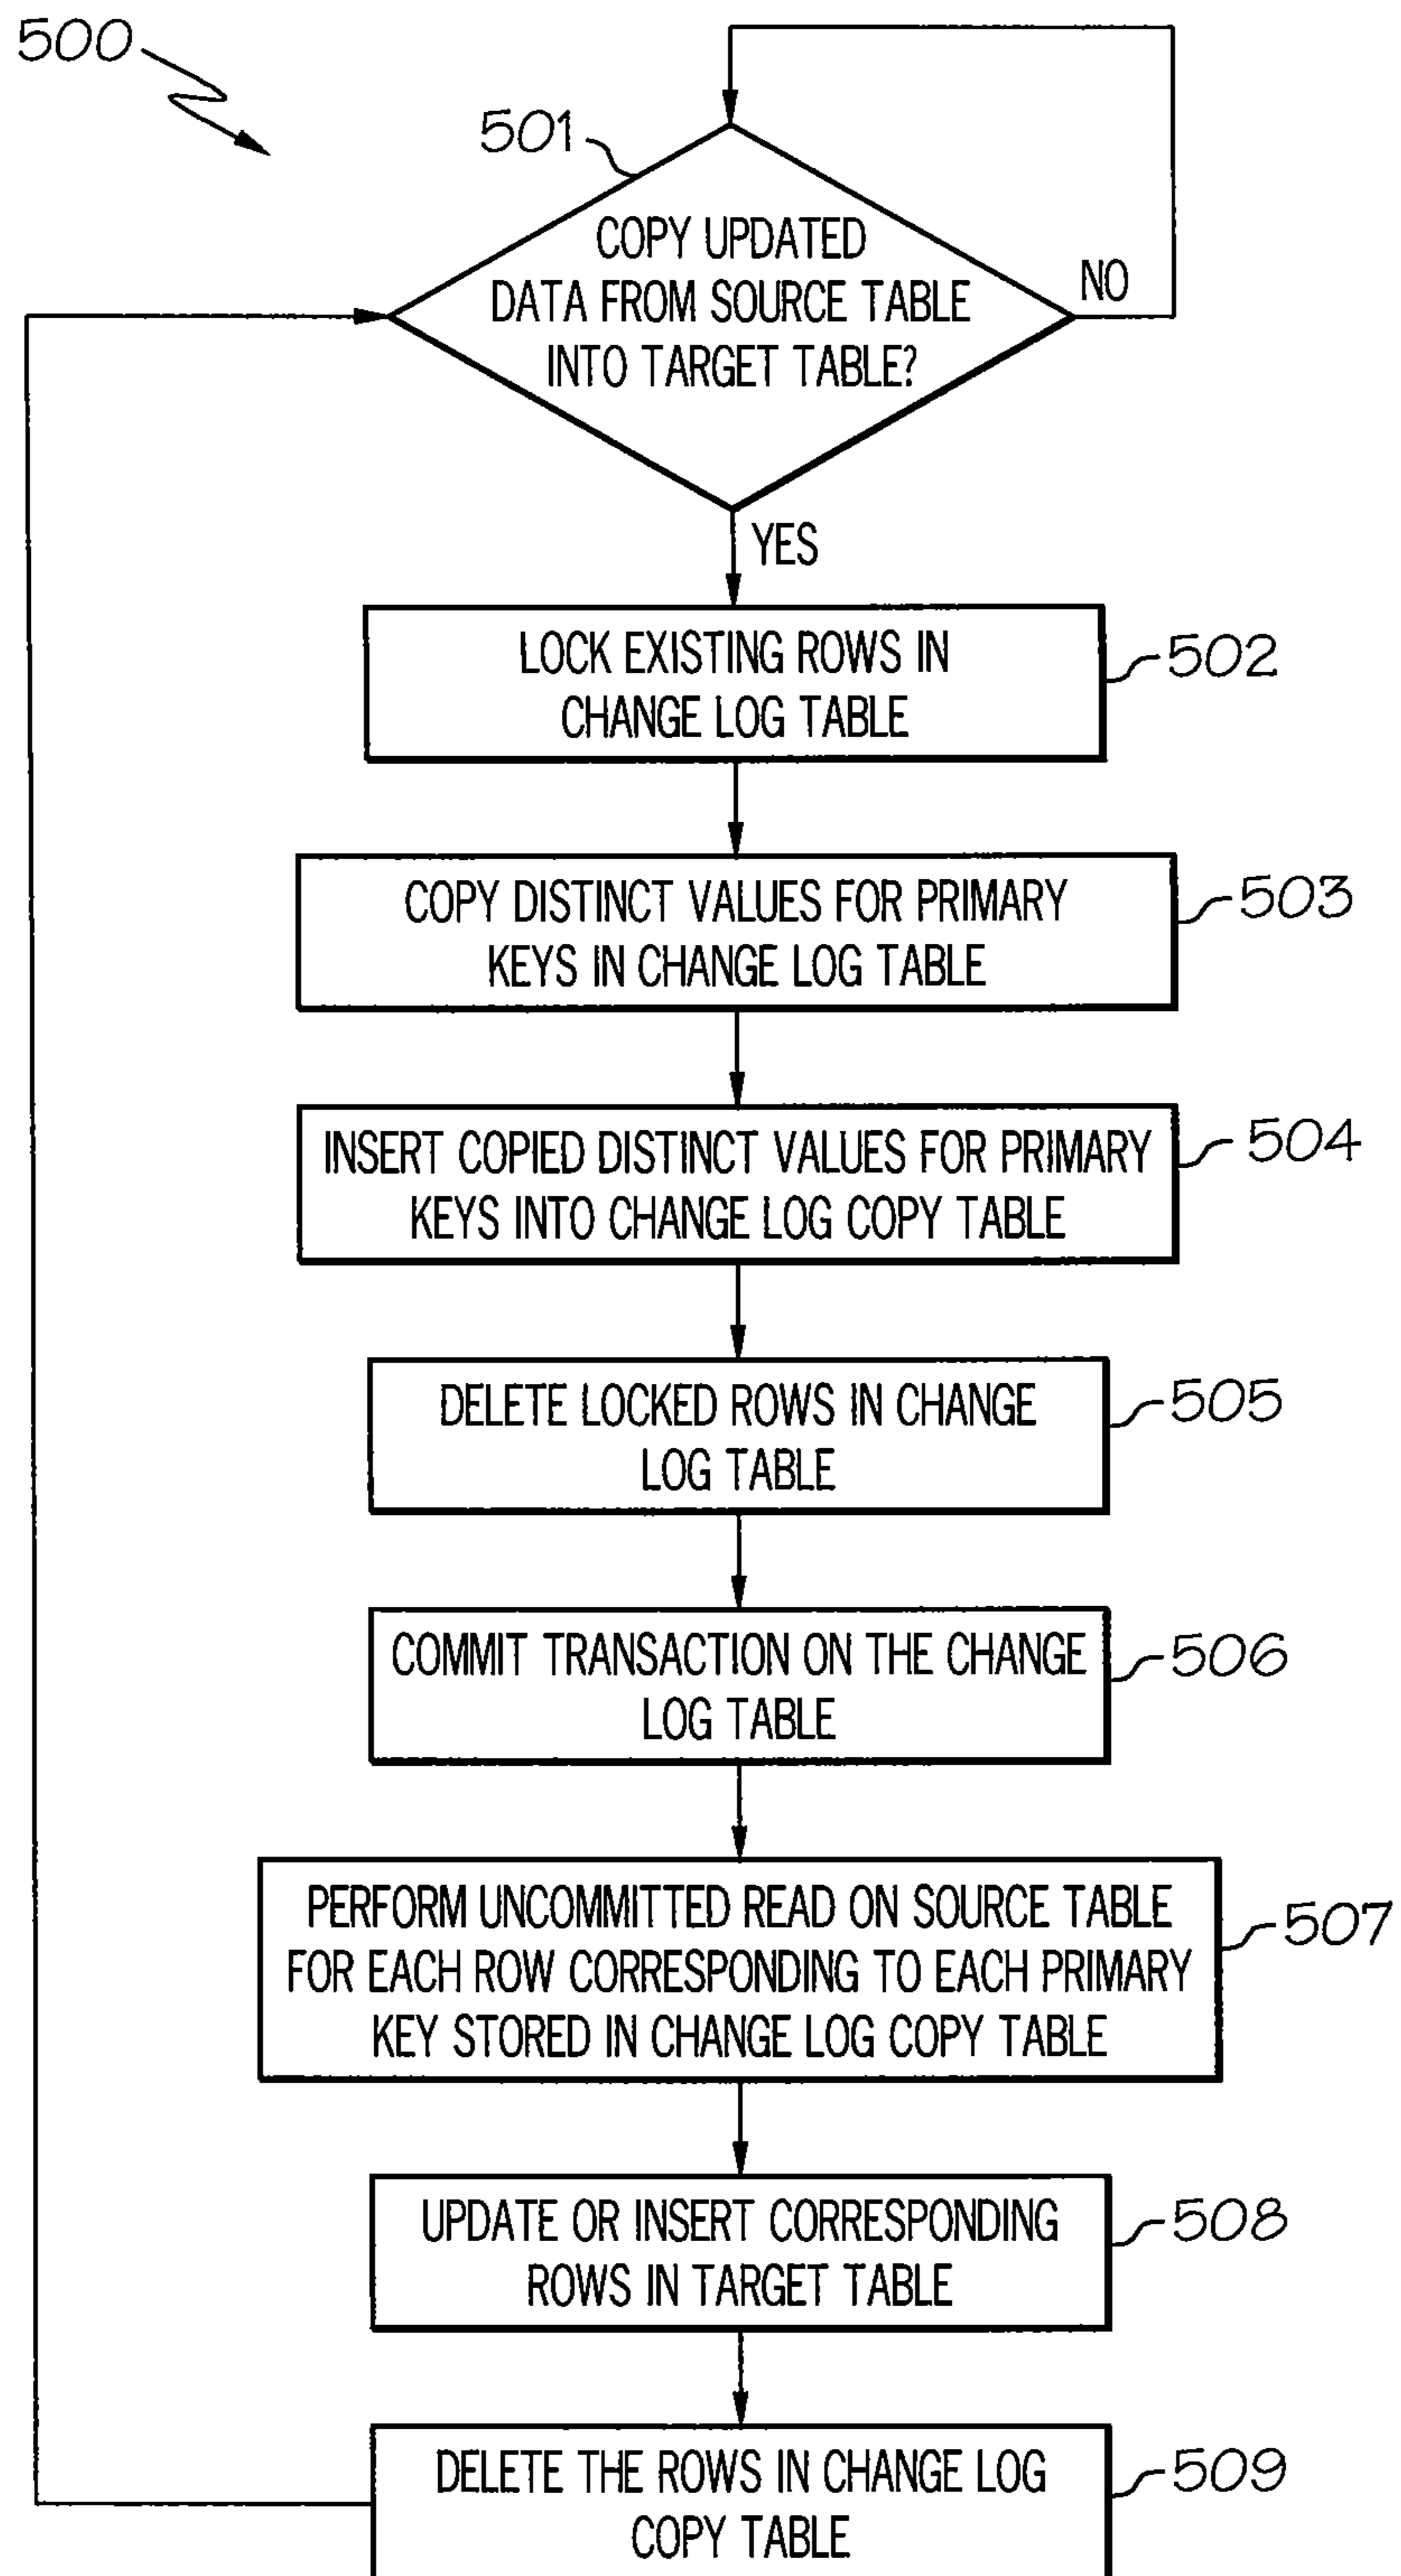 500
501
COPY UPDATED
DATA FROM SOURCE TABLE
INTO TARGET TABLE?
NO
YES
LOCK EXISTING ROWS IN
CHANGE LOG TABLE
502
COPY DISTINCT VALUES FOR PRIMARY
KEYS IN CHANGE LOG TABLE
503
INSERT COPIED DISTINCT VALUES FOR PRIMARY
KEYS INTO CHANGE LOG COPY TABLE
504
DELETE LOCKED ROWS IN CHANGE
LOG TABLE
505
COMMIT TRANSACTION ON THE CHANGE
LOG TABLE
506
PERFORM UNCOMMITTED READ ON SOURCE TABLE
FOR EACH ROW CORRESPONDING TO EACH PRIMARY
KEY STORED IN CHANGE LOG COPY TABLE
507
UPDATE OR INSERT CORRESPONDING
ROWS IN TARGET TABLE
508
DELETE THE ROWS IN CHANGE LOG
COPY TABLE
509